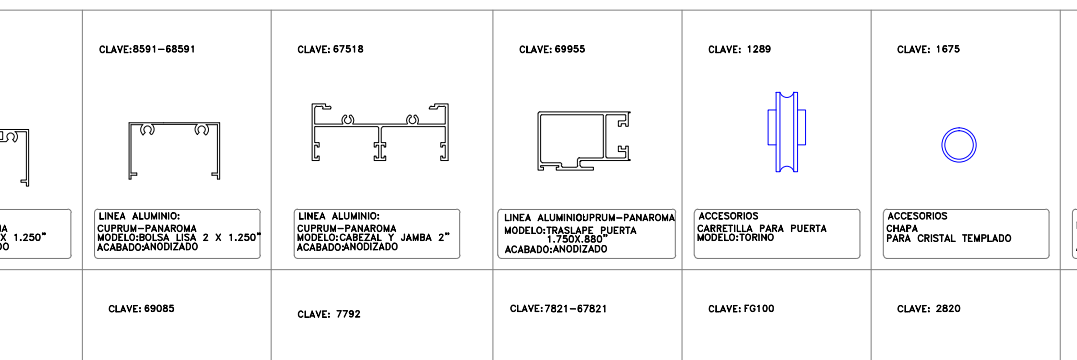 CLAVE:8591-68591
CLAVE:67518
CLAVE:69955
CLAVE: 1289
CLAVE: 1675
X 1.250"
LINEA ALUMINIO:
CUPRUM-PANAROMA
MODELO:BOLSA LISA 2 X 1.250"
ACABADO:ANODIZADO
LINEA ALUMINIO:
CUPRUM-PANAROMA
MODELO:CABEZAL Y JAMBA 2"
ACABADO:ANODIZADO
LINEA ALUMINIO:UPRUM-PANAROMA
MODELO:TRASLAPE PUERTA
1.750X.880"
ACABADO:ANODIZADO
ACCESORIOS
CARRETILLA PARA PUERTA
MODELO:TORINO
ACCESORIOS
CHAPA
PARA CRISTAL TEMPLADO
CLAVE: 69085
CLAVE: 7792
CLAVE:7821-67821
CLAVE: FG100
CLAVE: 2820